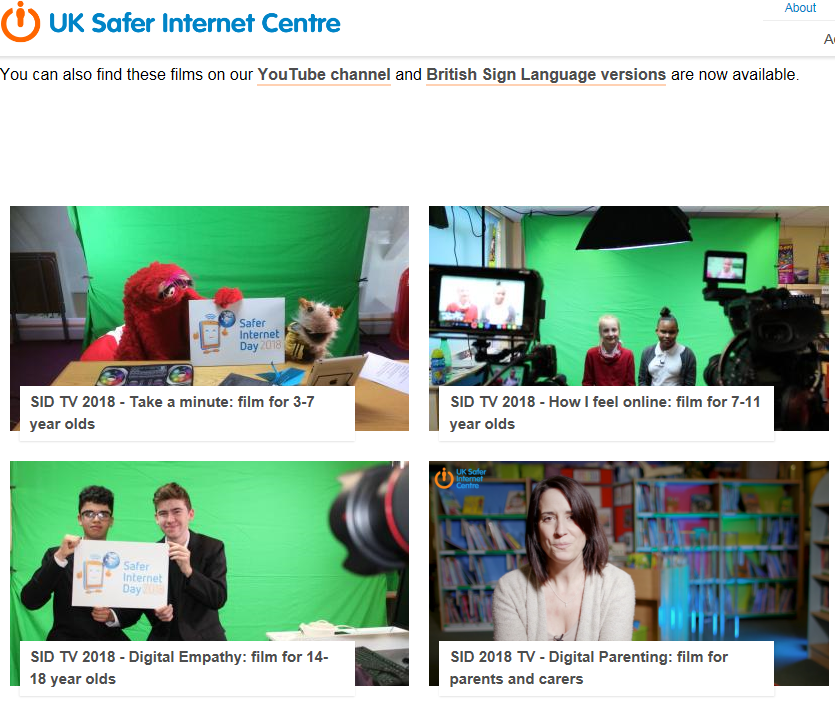 UK Safer Internet Centre
About
You can also find these films on our YouTube channel and British Sign Language versions are now available.
Safer
Internet
Day 2018
SID TV 2018 - Take a minute: film for 3-7
year olds
SID TV 2018 - How I feel online: film for 7-11
year olds
Safer
Internet
Day 2018
SID TV 2018 - Digital Empathy: film for 14-
18 year olds
UK Safer
Internet
Centre
SID 2018 TV - Digital Parenting: film for
parents and carers